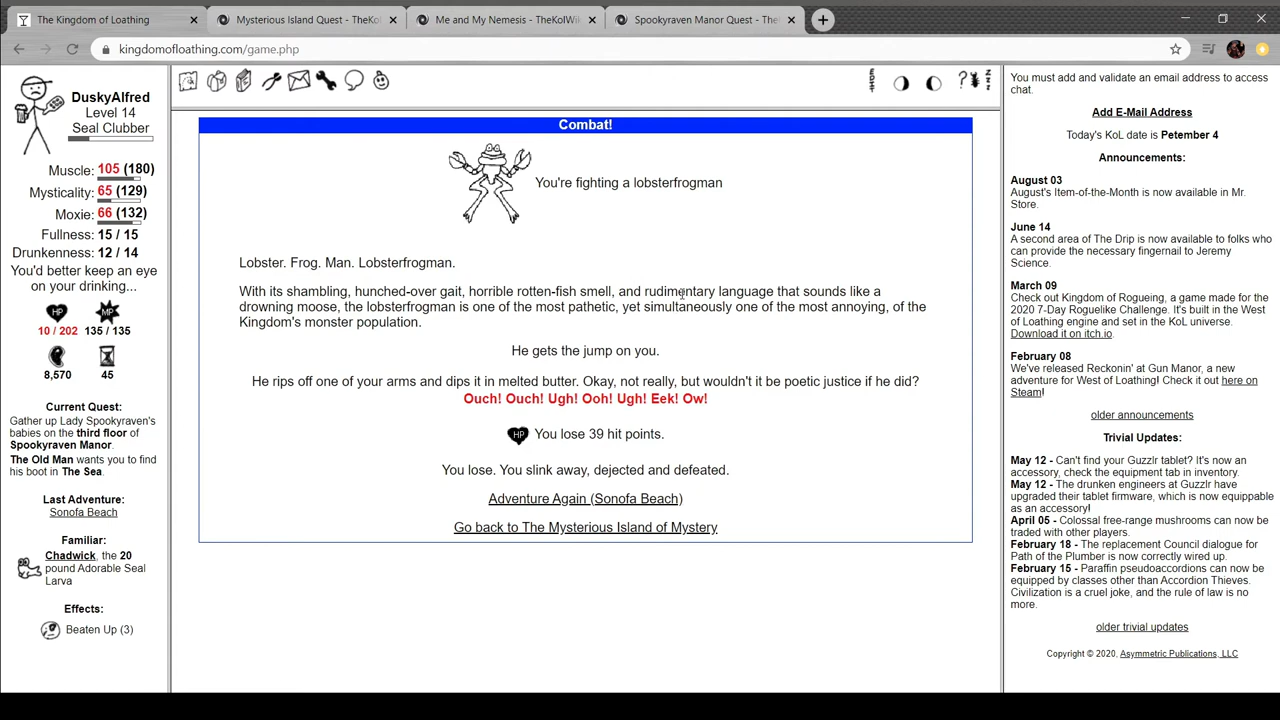 The Kingdom of Loathing
Mysterious Island Quest - TheKol
Me and My Nemesis - TheKolWik
Spookyraven Manor Quest - The
kingdomofloathing.com/game.php
DuskyAlfred
Level 14
Seal Clubber
Muscle: 105 (180)
Mysticality: 65 (129)
Moxie: 66 (132)
Fullness: 15 / 15
Drunkenness: 12 / 14
You'd better keep an eye
on your drinking...
HP
MP
10 / 202
135 / 135
8,570
45
Current Quest:
Gather up Lady Spookyraven's
babies on the third floor of
Spookyraven Manor.
The Old Man wants you to find
his boot in The Sea.
Last Adventure:
Sonofa Beach
Familiar:
Chadwick, the 20
pound Adorable Seal
Larva
Effects:
Beaten Up (3)
Combat!
You're fighting a lobsterfrogman
Lobster. Frog. Man. Lobsterfrogman.
With its shambling, hunched-over gait, horrible rotten-fish smell, and rudimentary language that sounds like a
drowning moose, the lobsterfrogman is one of the most pathetic, yet simultaneously one of the most annoying, of the
Kingdom's monster population.
He gets the jump on you.
He rips off one of your arms and dips it in melted butter. Okay, not really, but wouldn't it be poetic justice if he did?
Ouch! Ouch! Ugh! Ooh! Ugh! Eek! Ow!
HP You lose 39 hit points.
You lose. You slink away, dejected and defeated.
Adventure Again (Sonofa Beach)
Go back to The Mysterious Island of Mystery
You must add and validate an email address to access
chat.
Add E-Mail Address
Today's KoL date is Petember 4
Announcements:
August 03
August's Item-of-the-Month is now available in Mr.
Store.
June 14
A second area of The Drip is now available to folks who
can provide the necessary fingernail to Jeremy
Science.
March 09
Check out Kingdom of Rogueing, a game made for the
2020 7-Day Roguelike Challenge. It's built in the West
of Loathing engine and set in the KoL universe.
Download it on itch.io.
February 08
We've released Reckonin' at Gun Manor, a new
adventure for West of Loathing! Check it out here on
Steam!
older announcements
Trivial Updates:
May 12 - Can't find your Guzzlr tablet? It's now an
accessory, check the equipment tab in inventory.
May 12 - The drunken engineers at Guzzlr have
upgraded their tablet firmware, which is now equippable
as an accessory!
April 05 - Colossal free-range mushrooms can now be
traded with other players.
February 18 - The replacement Council dialogue for
Path of the Plumber is now correctly wired up.
February 15 - Paraffin pseudoaccordions can now be
equipped by classes other than Accordion Thieves.
Civilization is a cruel joke, and the rule of law is no
more.
older trivial updates
Copyright © 2020, Asymmetric Publications, LLC